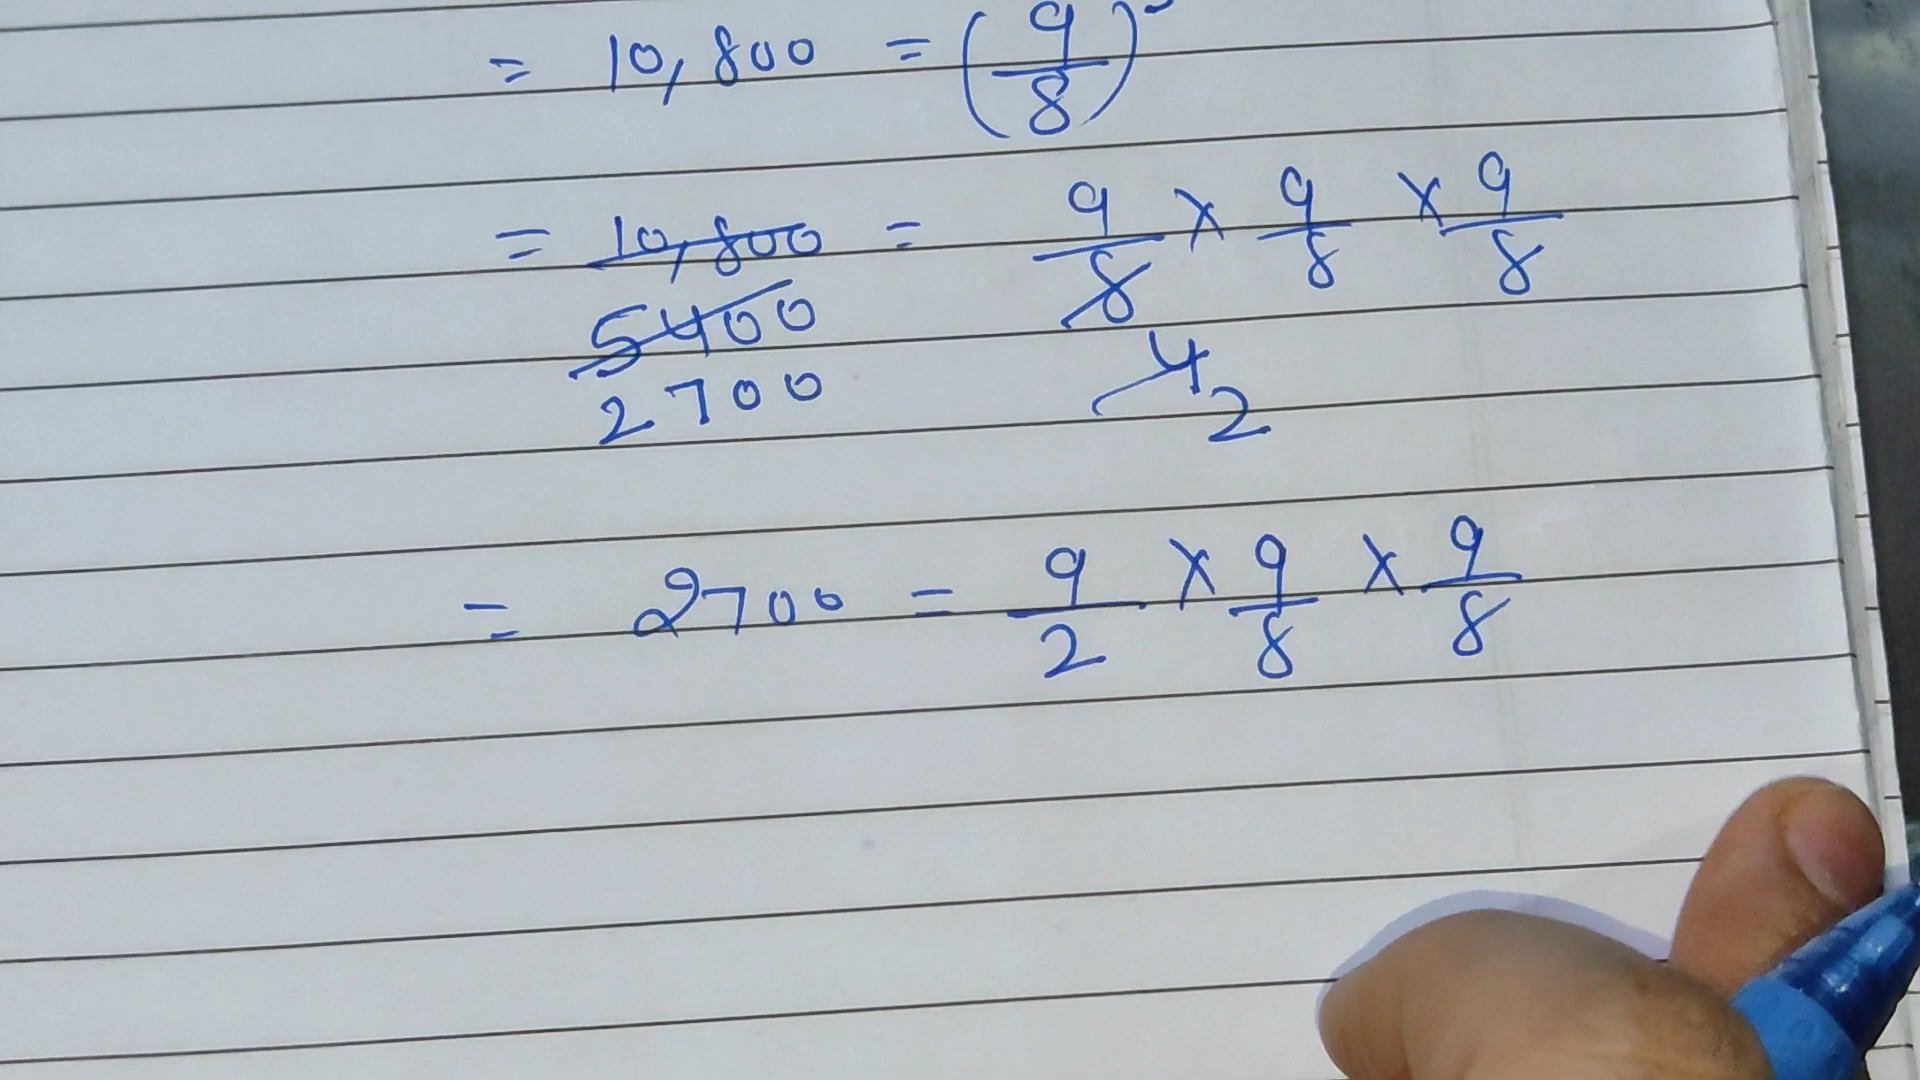 = 10,800 = (9/8)
= 10,800 = 9/8 × 9/8 × 9/8
5400 4
2700 2
= 2700 = 9/2 × 9/8 × 9/8